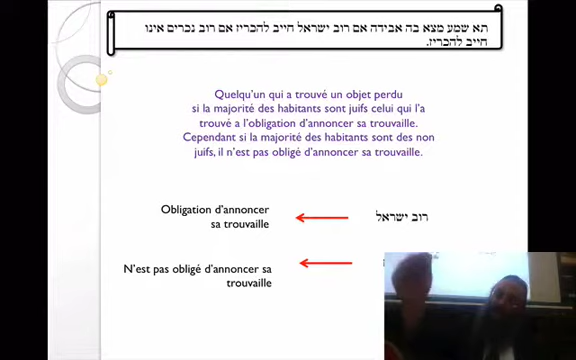 תא שמע מצא בה אבידה אם רוב ישראל חייב להכריז אם רוב נכרים אינו
חייב להכריז.
Quelqu'un qui a trouvé un objet perdu
si la majorité des habitants sont juifs celui qui l'a
trouvé a l'obligation d'annoncer sa trouvaille.
Cependant si la majorité des habitants sont des non
juifs, il n'est pas obligé d'annoncer sa trouvaille.
Obligation d'annoncer
sa trouvaille
רוב ישראל
N'est pas obligé d'annoncer sa
trouvaille